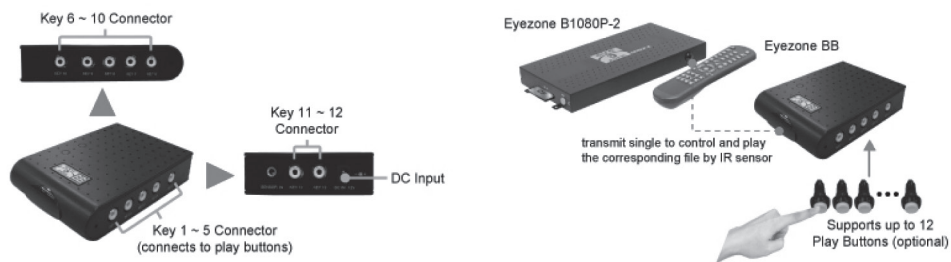 Key 6 ~ 10 Connector
Key 11 ~ 12
Connector
DC Input
Key 1 ~ 5 Connector
(connects to play buttons)
Eyezone B1080P-2
Eyezone BB
transmit single to control and play
the corresponding file by IR sensor
Supports up to 12
Play Buttons (optional)